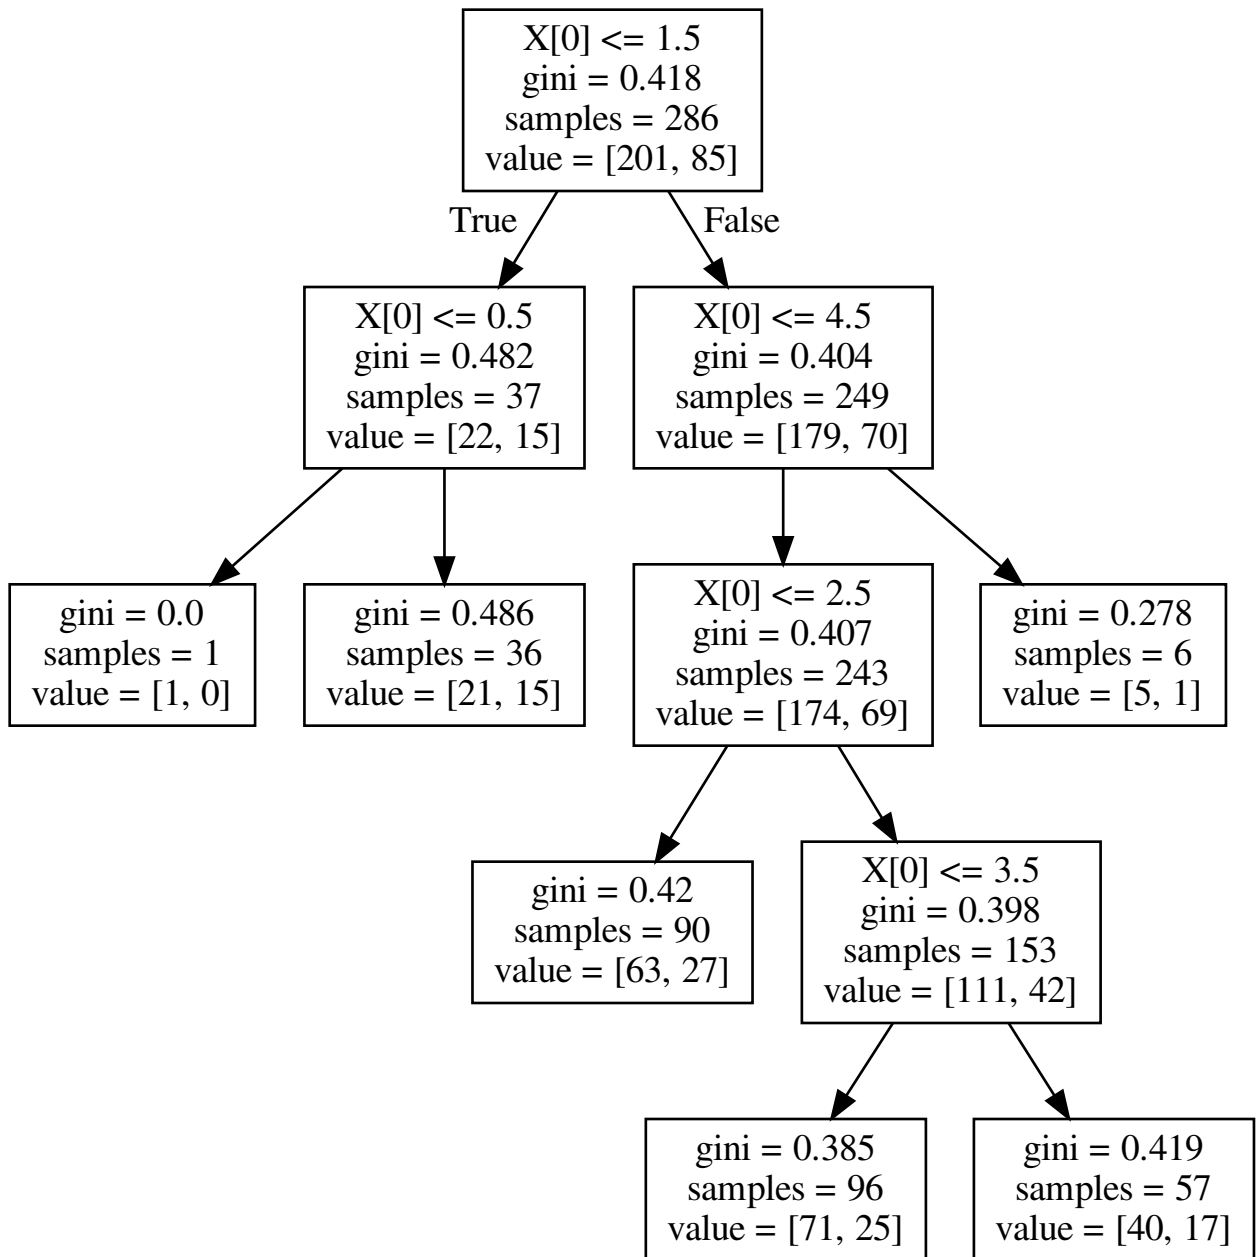 X[0] <= 1.5
gini = 0.418
samples = 286
value = [201, 85]
True
False
X[0] <= 0.5
gini = 0.482
samples = 37
value = [22, 15]
X[0] <= 4.5
gini = 0.404
samples = 249
value = [179, 70]
gini = 0.0
samples = 1
value = [1, 0]
gini = 0.486
samples = 36
value = [21, 15]
X[0] <= 2.5
gini = 0.407
samples = 243
value = [174, 69]
gini = 0.278
samples = 6
value = [5, 1]
gini = 0.42
samples = 90
value = [63, 27]
X[0] <= 3.5
gini = 0.398
samples = 153
value = [111, 42]
gini = 0.385
samples = 96
value = [71, 25]
gini = 0.419
samples = 57
value = [40, 17]